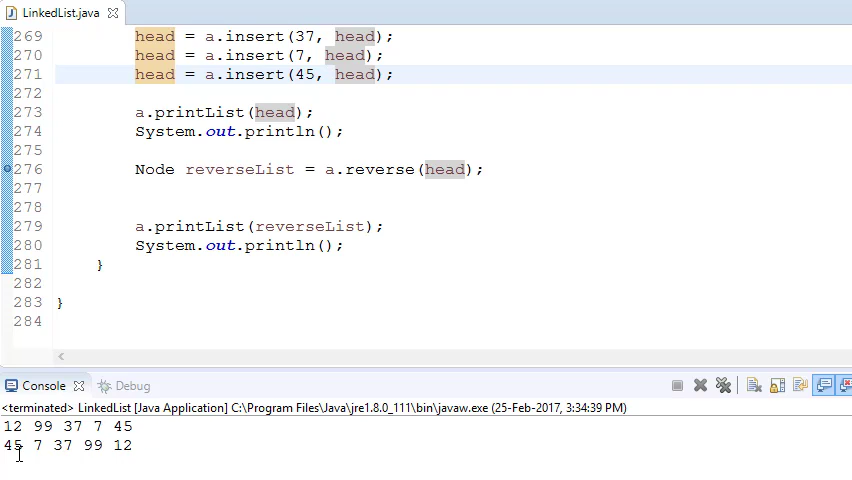 LinkedList.java
269 head = a.insert(37, head);
270 head = a.insert(7, head);
271 head = a.insert(45, head);
272
273 a.printList(head);
274 System.out.println();
275
276 Node reverseList = a.reverse(head);
277
278
279 a.printList(reverseList);
280 System.out.println();
281 }
282
283 }
284
Console Debug
<terminated> LinkedList [Java Application] C:\Program Files\Java\jre1.8.0_111\bin\javaw.exe (25-Feb-2017, 3:34:39 PM)
12 99 37 7 45
45 7 37 99 12